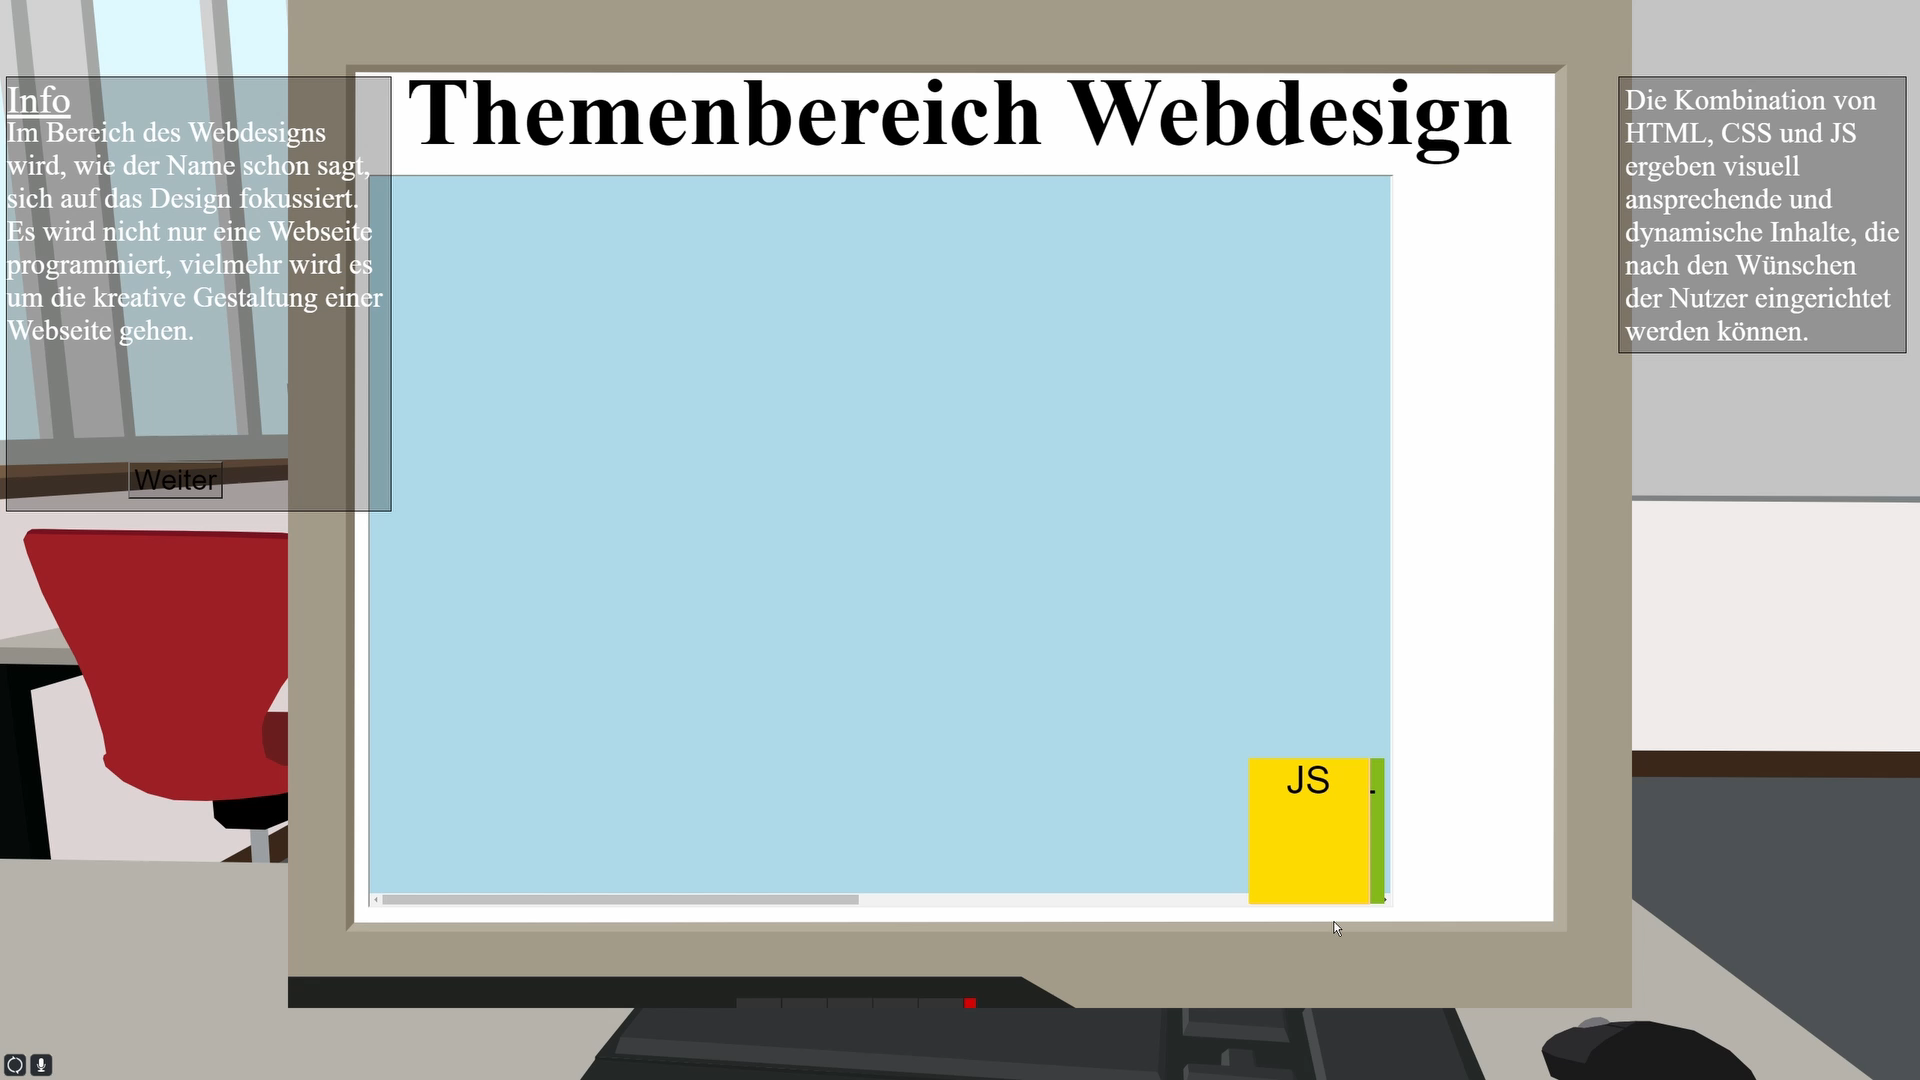 Themenbereich Webdesign
Info
Im Bereich des Webdesigns
wird, wie der Name schon sagt,
sich auf das Design fokussiert.
Es wird nicht nur eine Webseite
programmiert, vielmehr wird es
um die kreative Gestaltung einer
Webseite gehen.
Weiter
Die Kombination von
HTML, CSS und JS
ergeben visuell
ansprechende und
dynamische Inhalte, die
nach den Wünschen
der Nutzer eingerichtet
werden können.
JS